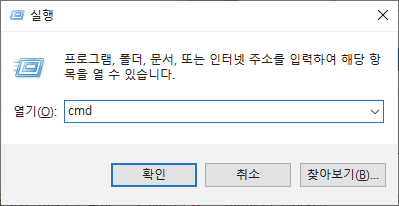 실행
프로그램, 폴더, 문서, 또는 인터넷 주소를 입력하여 해당 항
목을 열 수 있습니다.
열기(O): cmd
확인 취소 찾아보기(B)...